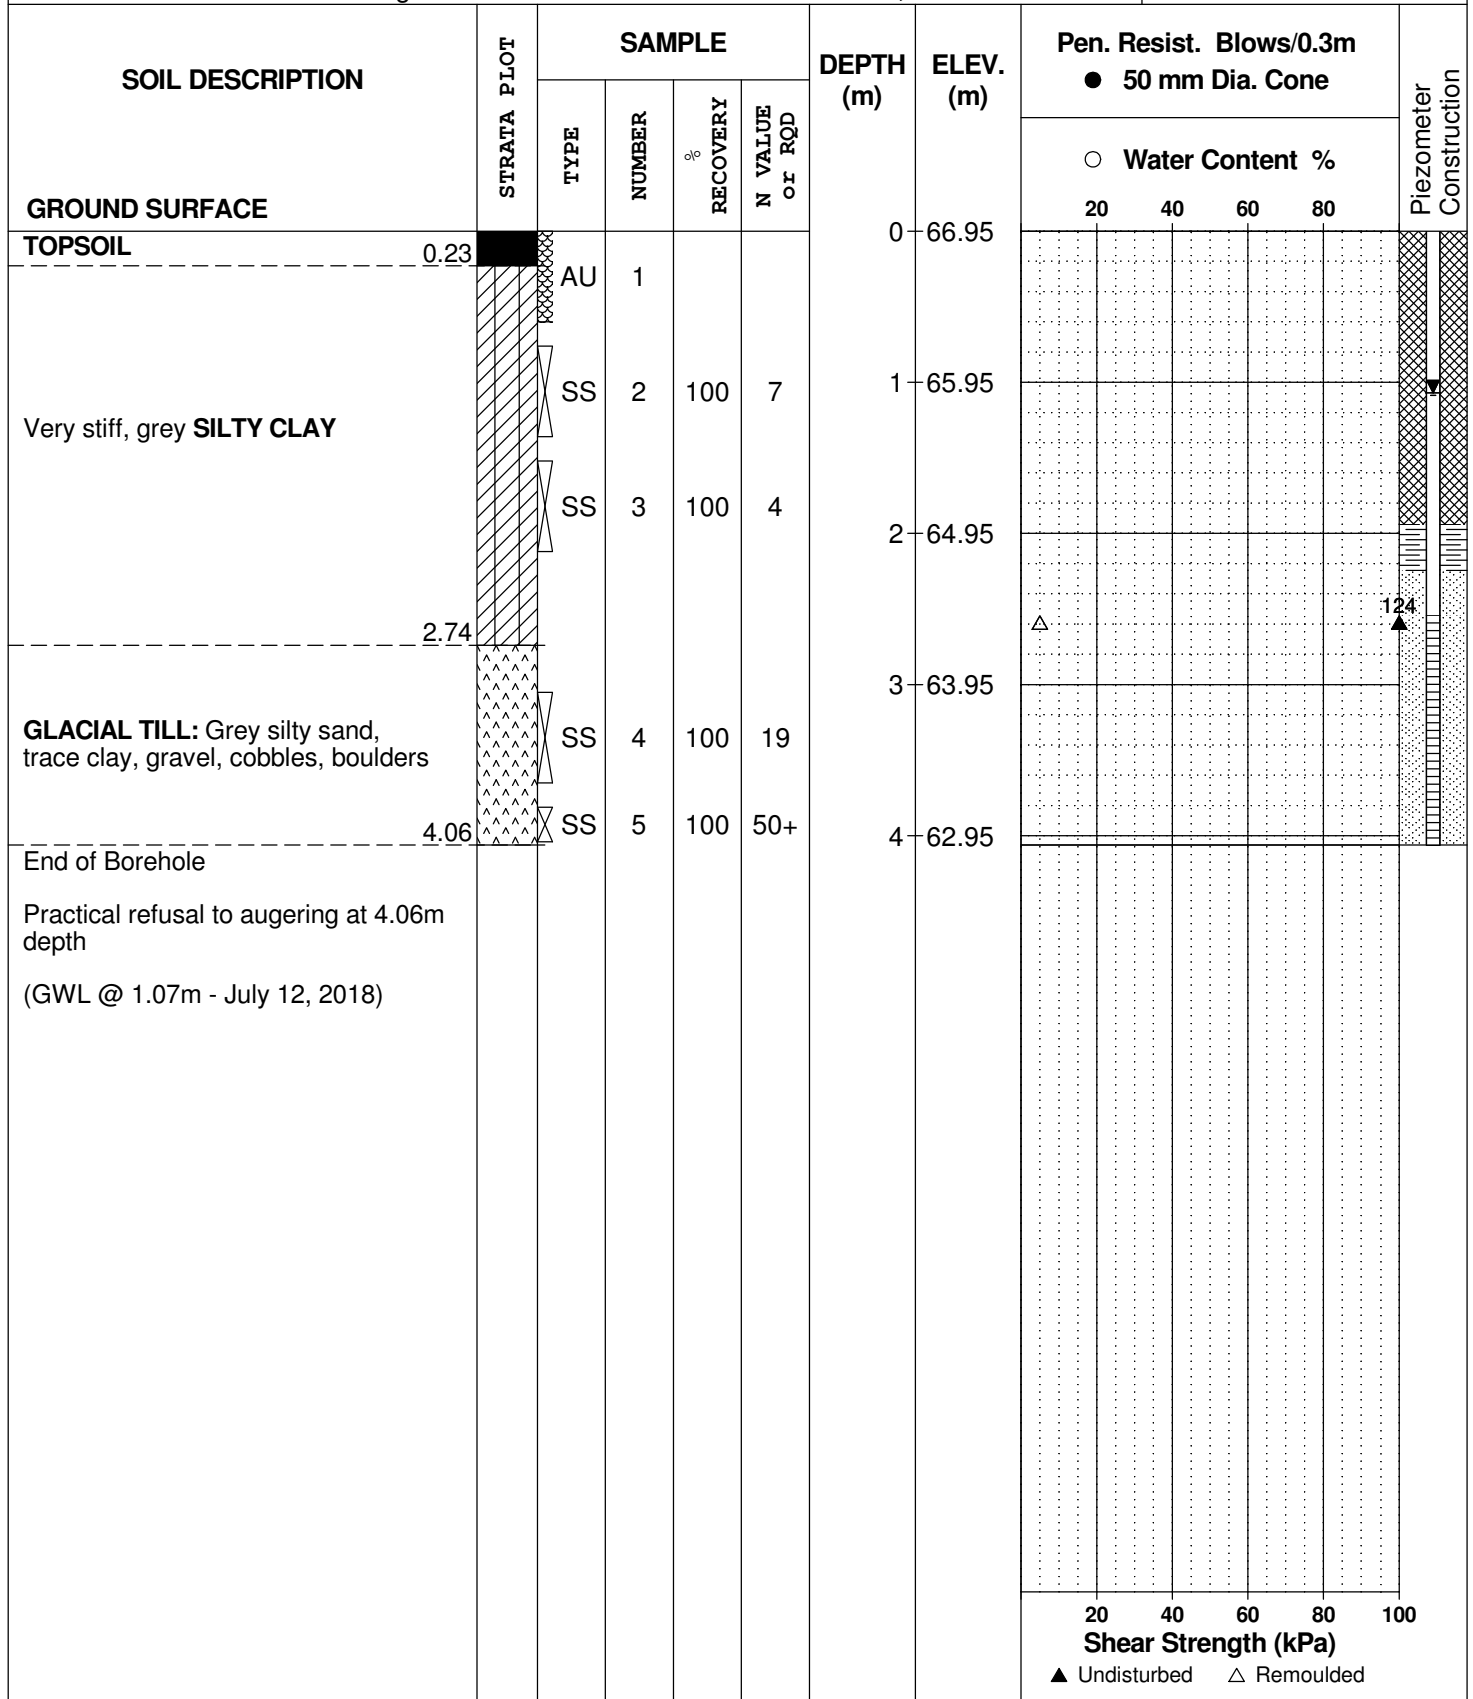 SOIL DESCRIPTION
GROUND SURFACE
STRATA PLOT
SAMPLE
TYPE
NUMBER
%
RECOVERY
N VALUE
or RQD
DEPTH
(m)
ELEV.
(m)
Pen. Resist. Blows/0.3m
● 50 mm Dia. Cone
○ Water Content %
20 40 60 80
Piezometer
Construction
TOPSOIL 0.23
AU 1
0 66.95
SS 2 100 7
1 65.95
Very stiff, grey SILTY CLAY
SS 3 100 4
2 64.95
124
2.74
3 63.95
GLACIAL TILL: Grey silty sand,
trace clay, gravel, cobbles, boulders
SS 4 100 19
SS 5 100 50+
4.06
4 62.95
End of Borehole
Practical refusal to augering at 4.06m
depth
(GWL @ 1.07m - July 12, 2018)
20 40 60 80 100
Shear Strength (kPa)
▲ Undisturbed △ Remoulded